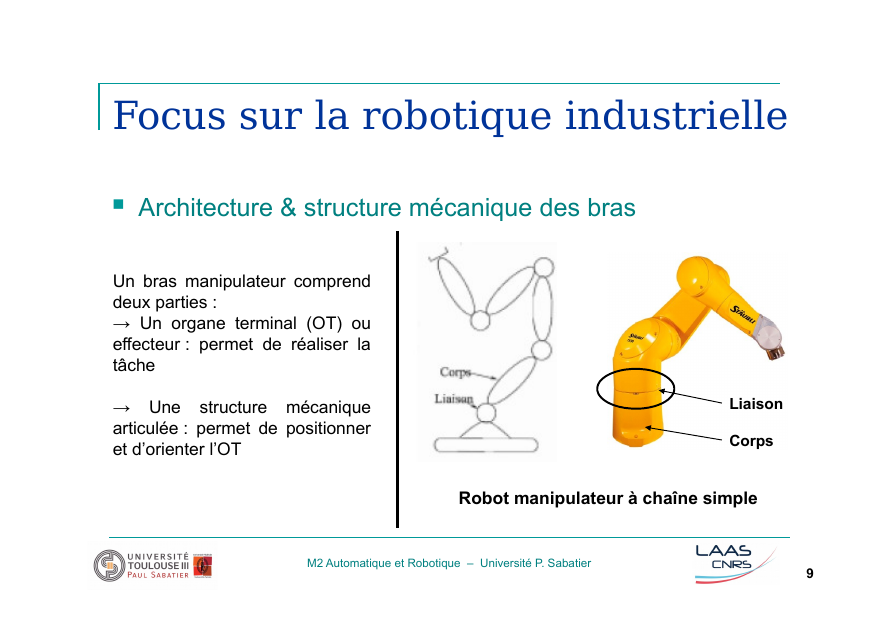 Focus sur la robotique industrielle
Architecture & structure mécanique des bras
Un bras manipulateur comprend
deux parties :
→ Un organe terminal (OT) ou
effecteur : permet de réaliser la
tâche
→ Une structure mécanique
articulée : permet de positionner
et d’orienter l’OT
Corps
Liaison
STÄUBLI
STÄUBLI
Liaison
Corps
Robot manipulateur à chaîne simple
UNIVERSITÉ
TOULOUSE III
PAUL SABATIER
M2 Automatique et Robotique – Université P. Sabatier
LAAS
CNRS
9